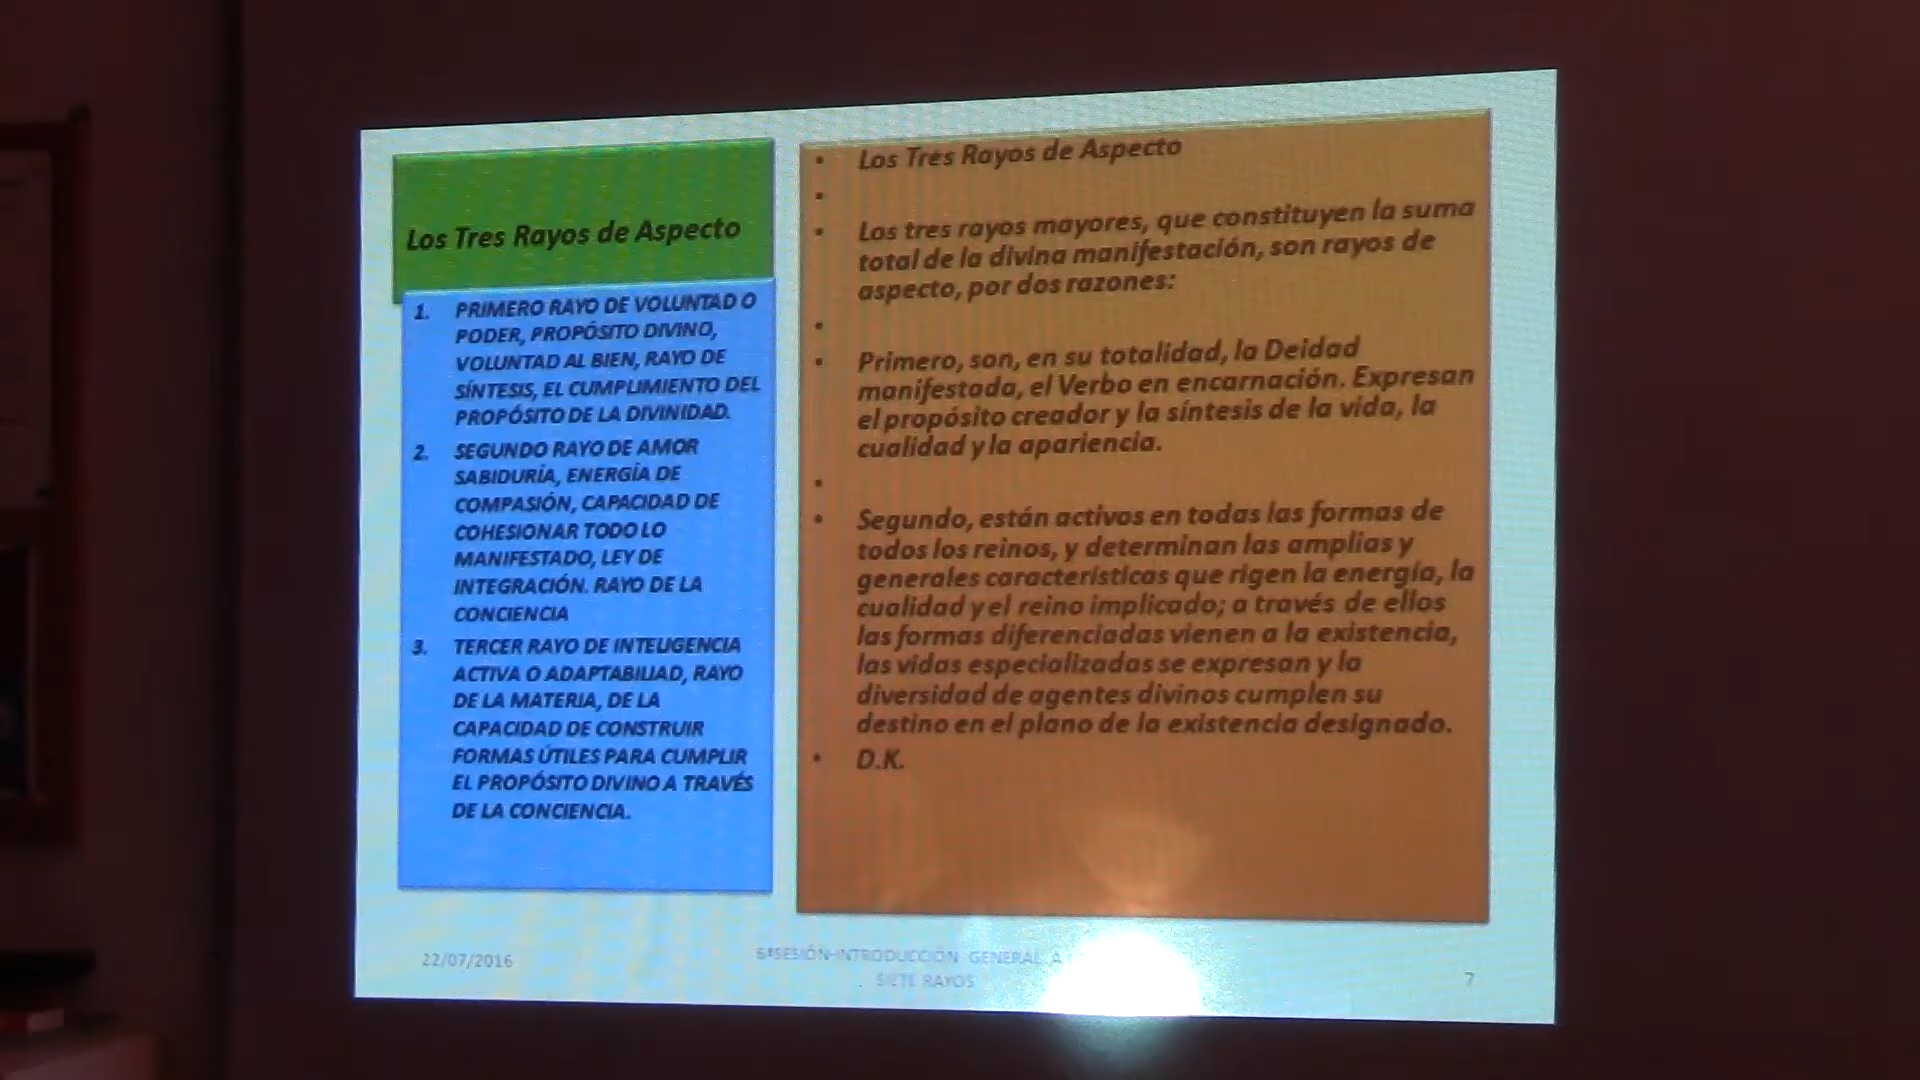 Los Tres Rayos de Aspecto
1. PRIMERO RAYO DE VOLUNTAD O
PODER, PROPÓSITO DIVINO,
VOLUNTAD AL BIEN, RAYO DE
SÍNTESIS, EL CUMPLIMIENTO DEL
PROPÓSITO DE LA DIVINIDAD.
2. SEGUNDO RAYO DE AMOR
SABIDURÍA, ENERGÍA DE
COMPASIÓN, CAPACIDAD DE
COHESIONAR TODO LO
MANIFESTADO, LEY DE
INTEGRACIÓN. RAYO DE LA
CONCIENCIA
3. TERCER RAYO DE INTELIGENCIA
ACTIVA O ADAPTABILIAD, RAYO
DE LA MATERIA, DE LA
CAPACIDAD DE CONSTRUIR
FORMAS ÚTILES PARA CUMPLIR
EL PROPÓSITO DIVINO A TRAVÉS
DE LA CONCIENCIA.
• Los Tres Rayos de Aspecto
•
• Los tres rayos mayores, que constituyen la suma
total de la divina manifestación, son rayos de
aspecto, por dos razones:
•
• Primero, son, en su totalidad, la Deidad
manifestada, el Verbo en encarnación. Expresan
el propósito creador y la síntesis de la vida, la
cualidad y la apariencia.
•
• Segundo, están activos en todas las formas de
todos los reinos, y determinan las amplias y
generales características que rigen la energía, la
cualidad y el reino implicado; a través de ellos
las formas diferenciadas vienen a la existencia,
las vidas especializadas se expresan y la
diversidad de agentes divinos cumplen su
destino en el plano de la existencia designado.
• D.K.
22/07/2016
6ªSESIÓN-INTRODUCCIÓN GENERAL A
SIETE RAYOS
7